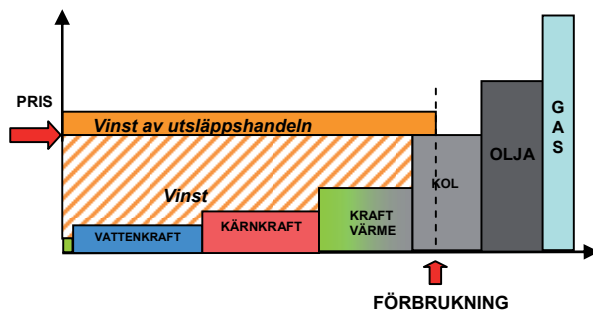 PRIS
Vinst av utsläppshandeln
Vinst
VATTENKRAFT
KÄRNKRAFT
KRAFT
VÄRME
KOL
OLJA
G
A
S
FÖRBRUKNING